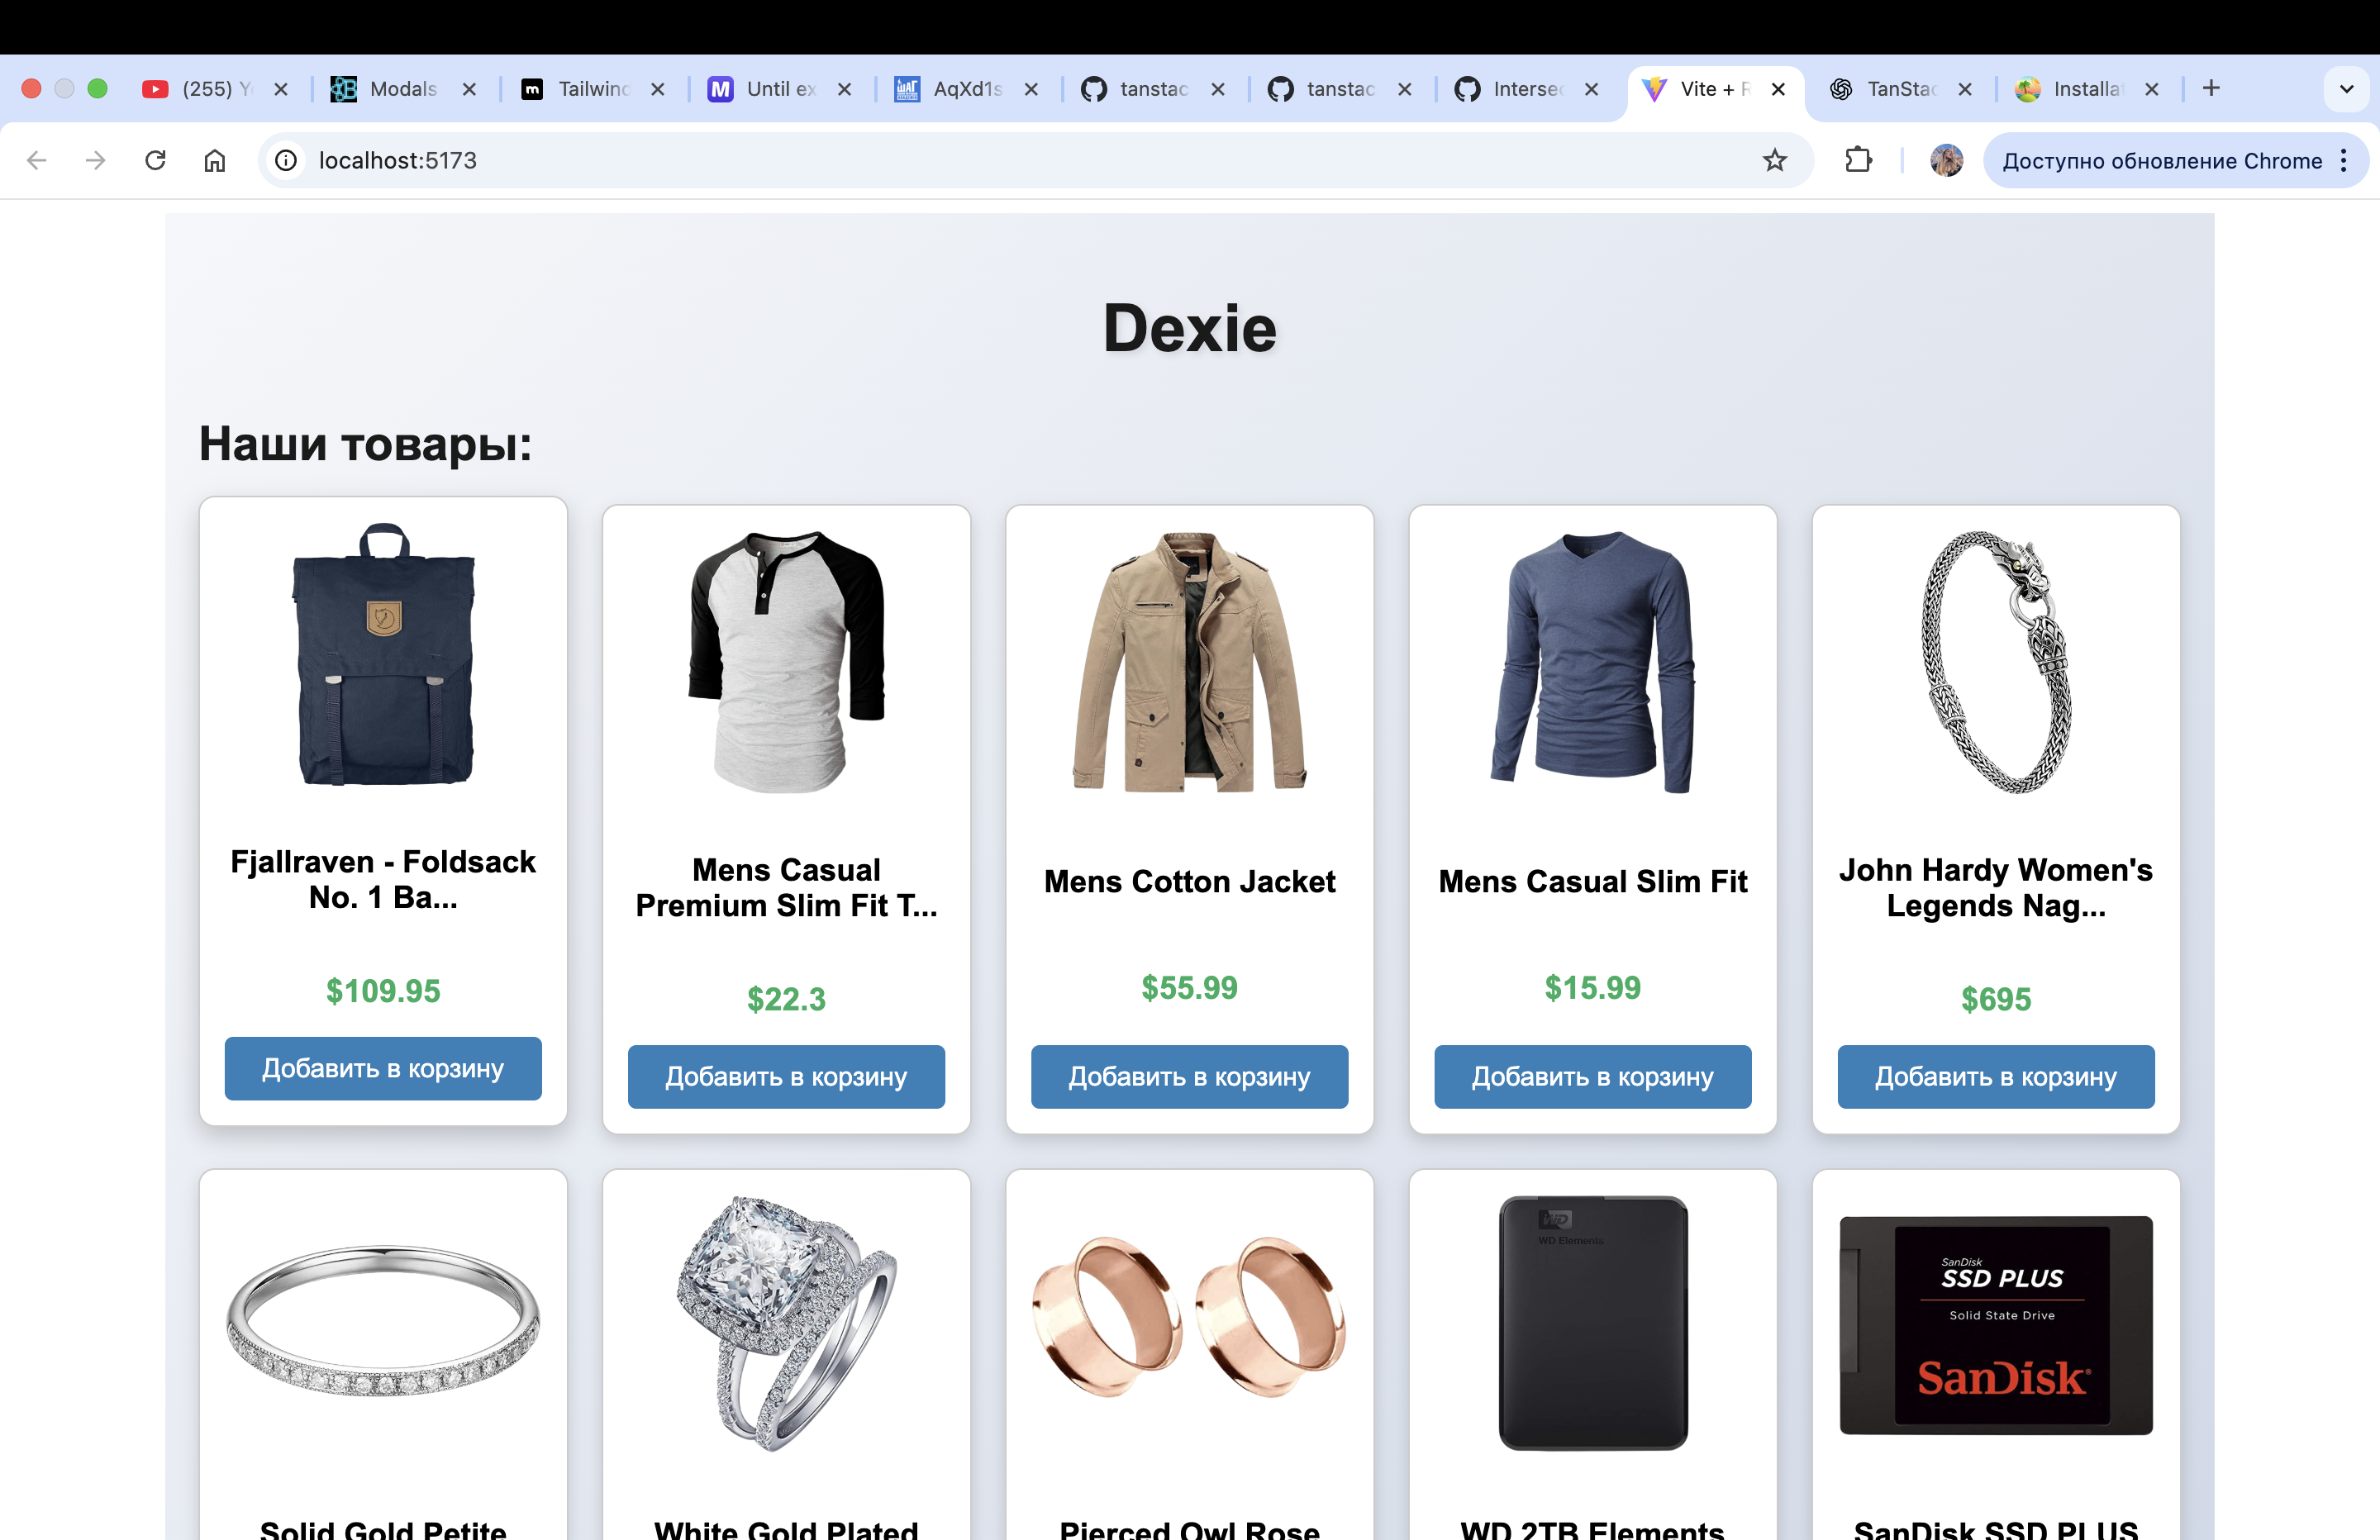 (255) Y
Modals
Tailwind
Until ex
AqXd1s
tanstac
tanstac
Intersec
Vite + R
TanStac
Installat
localhost:5173
Доступно обновление Chrome
Dexie
Наши товары:
Fjallraven - Foldsack
No. 1 Ba...
$109.95
Добавить в корзину
Mens Casual
Premium Slim Fit T...
$22.3
Добавить в корзину
Mens Cotton Jacket
$55.99
Добавить в корзину
Mens Casual Slim Fit
$15.99
Добавить в корзину
John Hardy Women's
Legends Nag...
$695
Добавить в корзину
Solid Gold Petite
White Gold Plated
Pierced Owl Rose
WD
WD Elements
WD 2TB Elements
SanDisk
SSD PLUS
Solid State Drive
SanDisk
SanDisk SSD PLUS